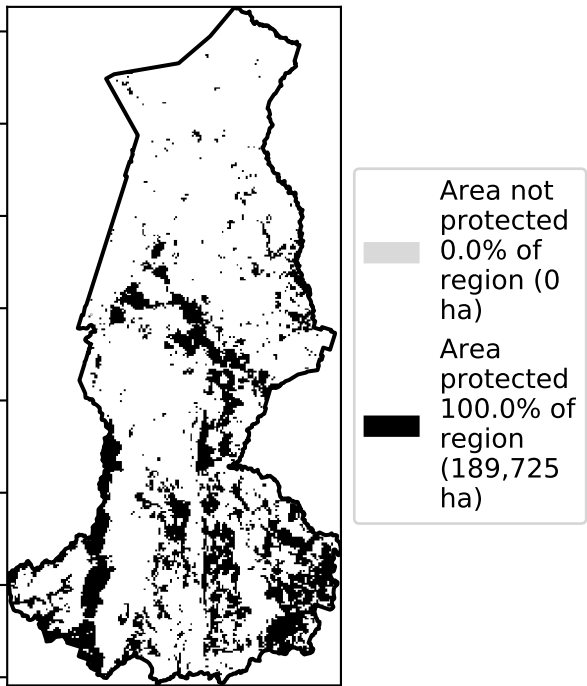 Area not
protected
0.0% of
region (0
ha)
Area
protected
100.0% of
region
(189,725
ha)